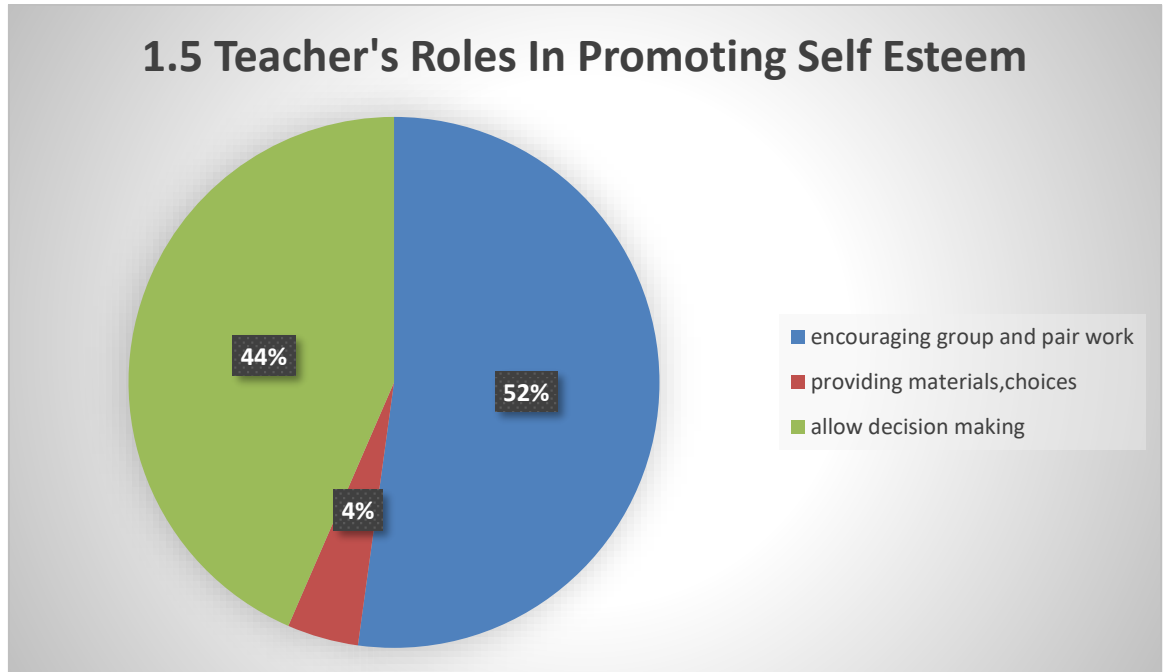 1.5 Teacher's Roles In Promoting Self Esteem
44%
52%
4%
encouraging group and pair work
providing materials,choices
allow decision making